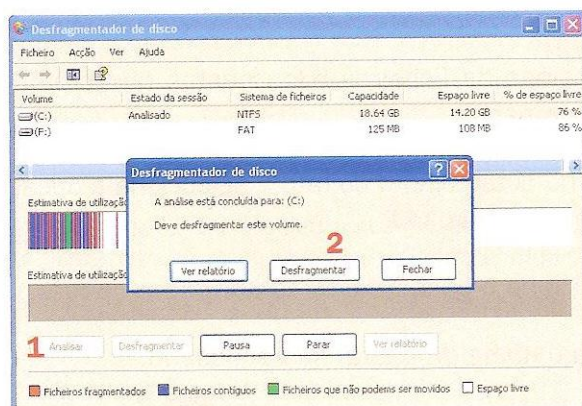 Desfragmentador de disco
Ficheiro Acção Ver Ajuda
Volume Estado da sessão Sistema de ficheiros Capacidade Espaço livre % de espaço livre
(C:) Analisado NTFS 18.64 GB 14.20 GB 76 %
(F:) FAT 125 MB 108 MB 86 %
Desfragmentador de disco
A análise está concluída para: (C:)
Deve desfragmentar este volume.
2
Ver relatório Desfragmentar Fechar
Estimativa de utilização
Estimativa de utilização
1 Analisar Desfragmentar Pausa Parar Ver relatório
Ficheiros fragmentados Ficheiros contíguos Ficheiros que não podems ser movidos Espaço livre